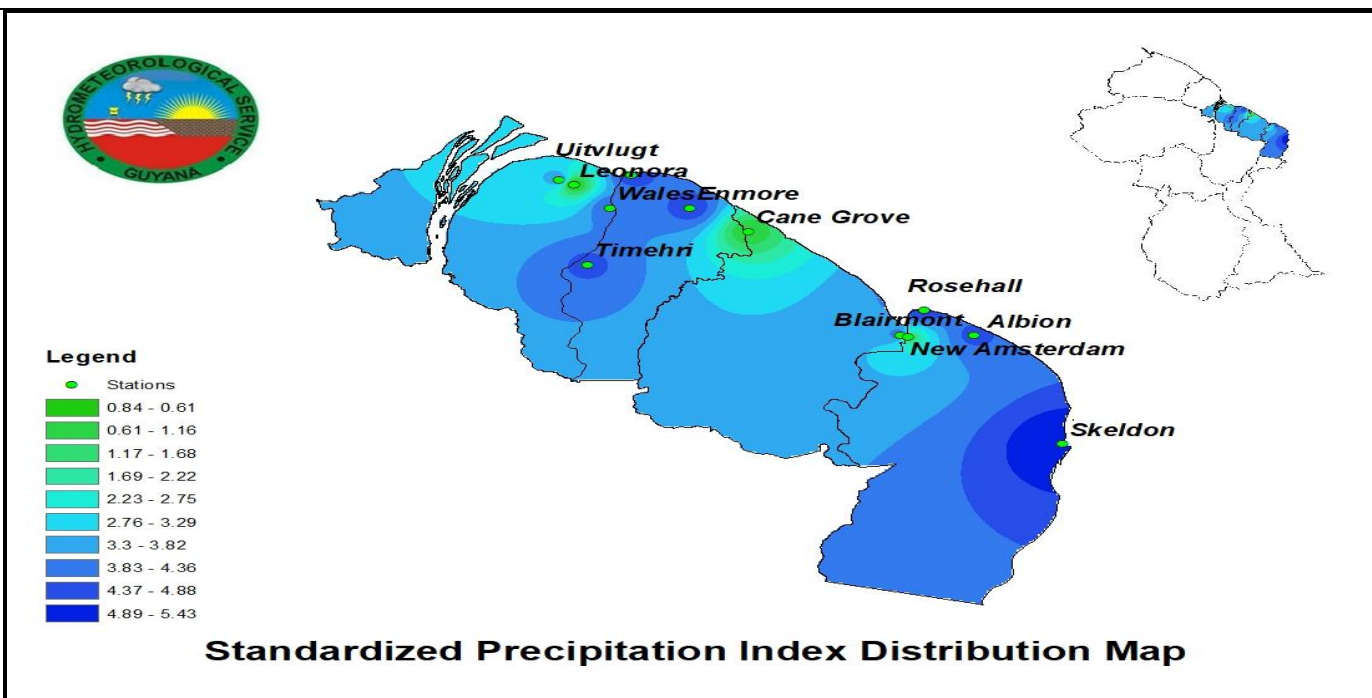 HYDROMETEOROLOGICAL SERVICE
GUYANA
Uitvlugt
Leonora
Wales
Enmore
Cane Grove
Timehri
Rosehall
Blairmont
Albion
New Amsterdam
Skeldon
Legend
Stations
0.84 - 0.61
0.61 - 1.16
1.17 - 1.68
1.69 - 2.22
2.23 - 2.75
2.76 - 3.29
3.3 - 3.82
3.83 - 4.36
4.37 - 4.88
4.89 - 5.43
Standardized Precipitation Index Distribution Map